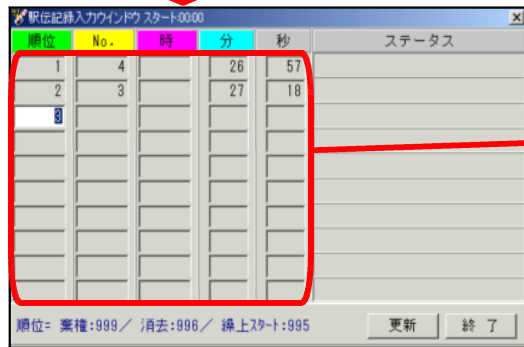 駅伝記録入力ウインドウ スタート:00:00
順位 No. 時 分 秒 ステータス
1 4 26 57
2 3 27 18
3
順位= 棄権:999／ 消去:996／ 繰上スタート:995 更新 終 了